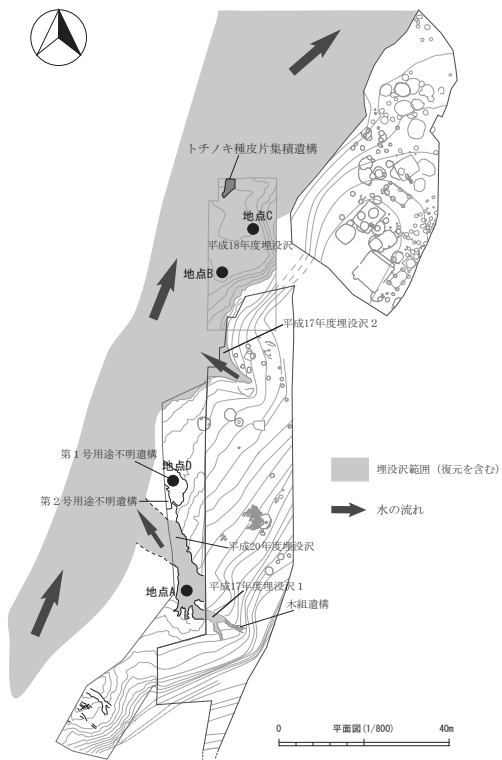 トチノキ種皮片集積遺構
地点C
平成18年度埋没沢
地点B
平成17年度埋没沢２
第１号用途不明遺構
地点D
埋没沢範囲（復元を含む）
第２号用途不明遺構
水の流れ
平成20年度埋没沢
平成17年度埋没沢１
地点A
木組遺構
0 平面図(1/800) 40m